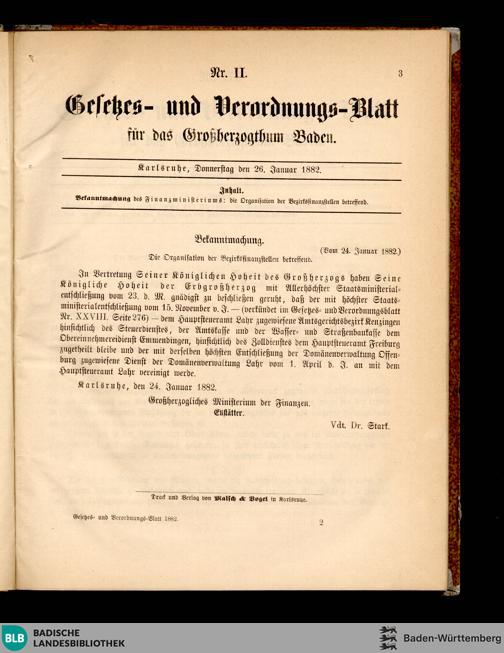 Nr. II.
3
Gesetzes- und Verordnungs-Blatt
für das Großherzogthum Baden.
Karlsruhe, Donnerstag den 26. Januar 1882.
Inhalt.
Bekanntmachung des Finanzministeriums: die Organisation der Bezirksfinanzstellen betreffend.
Bekanntmachung.
(Vom 24. Januar 1882.)
Die Organisation der Bezirksfinanzstellen betreffend.
In Vertretung Seiner Königlichen Hoheit des Großherzogs haben Seine
Königliche Hoheit der Erbgroßherzog mit Allerhöchster Staatsministerial-
entschließung vom 23. d. M. gnädigst zu beschließen geruht, daß der mit höchster Staats-
ministerialentschließung vom 15. November v. J. — (verkündet im Gesetzes- und Verordnungsblatt
Nr. XXVIII. Seite 276) — dem Hauptsteueramt Lahr zugewiesene Amtsgerichtsbezirk Kenzingen
hinsichtlich des Steuerdienstes, der Amtskasse und der Wasser- und Straßenbaukasse dem
Obereinnehmereidienst Emmendingen, hinsichtlich des Zolldienstes dem Hauptsteueramt Freiburg
zugetheilt bleibe und der mit derselben höchsten Entschließung der Domänenverwaltung Offen-
burg zugewiesene Dienst der Domänenverwaltung Lahr vom 1. April d. J. an mit dem
Hauptsteueramt Lahr vereinigt werde.
Karlsruhe, den 24. Januar 1882.
Großherzogliches Ministerium der Finanzen.
Ellstätter.
Vdt. Dr. Stark.
Druck und Verlag von Malsch & Vogel in Karlsruhe.
Gesetzes- und Verordnungs-Blatt 1882.
2
BLB
BADISCHE
LANDESBIBLIOTHEK
Baden-Württemberg